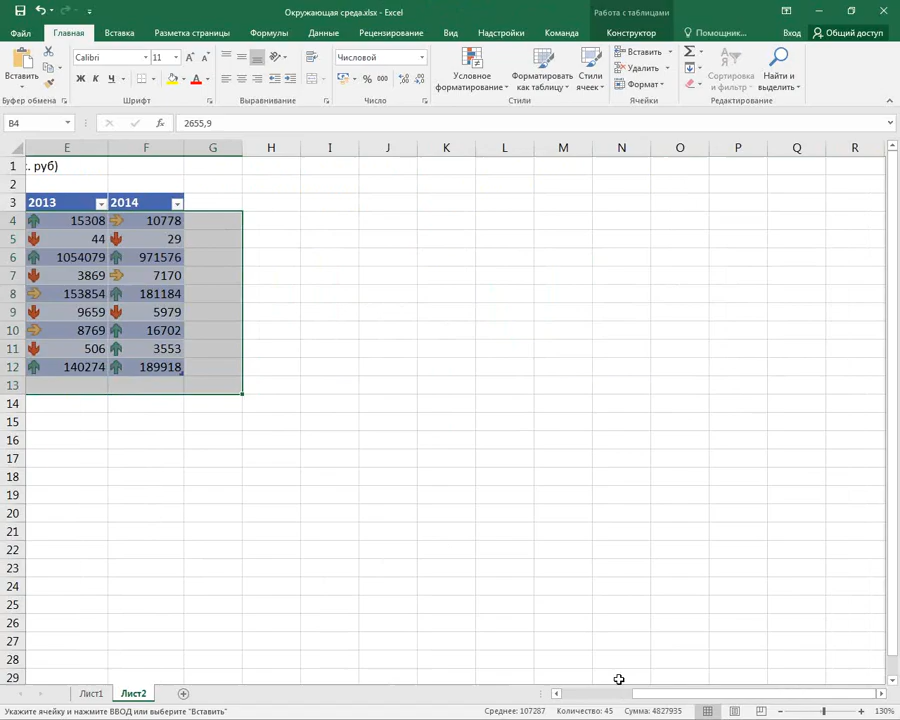 Окружающая среда.xlsx - Excel
Работа с таблицами
Файл Главная Вставка Разметка страницы Формулы Данные Рецензирование Вид Надстройки Команда Конструктор Помощник... Вход Общий доступ
Вставить
Calibri 11
Ж К Ч
Числовой
Условное форматирование
Форматировать как таблицу
Стили ячеек
Вставить
Удалить
Формат
Сортировка и фильтр
Найти и выделить
Буфер обмена Шрифт Выравнивание Число Стили Ячейки Редактирование
B4 fx 2655,9
E F G H I J K L M N O P Q R
1 . руб)
2
3 2013 2014
4 15308 10778
5 44 29
6 1054079 971576
7 3869 7170
8 153854 181184
9 9659 5979
10 8769 16702
11 506 3553
12 140274 189918
13
14
15
16
17
18
19
20
21
22
23
24
25
26
27
28
29
Лист1 Лист2
Укажите ячейку и нажмите ВВОД или выберите "Вставить" Среднее: 107287 Количество: 45 Сумма: 4827935 130%